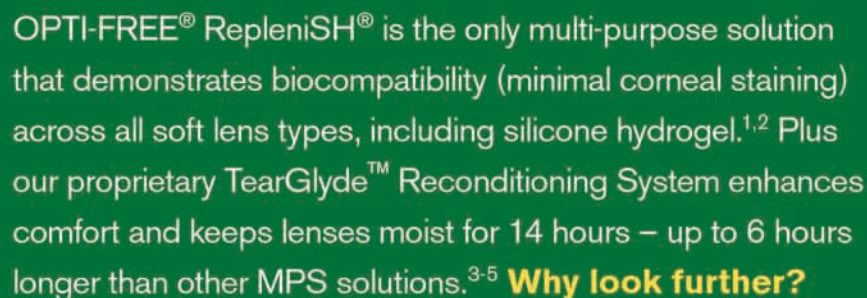 OPTI-FREE® RepleniSH® is the only multi-purpose solution
that demonstrates biocompatibility (minimal corneal staining)
across all soft lens types, including silicone hydrogel.¹,² Plus
our proprietary TearGlyde™ Reconditioning System enhances
comfort and keeps lenses moist for 14 hours – up to 6 hours
longer than other MPS solutions.³-⁵ Why look further?